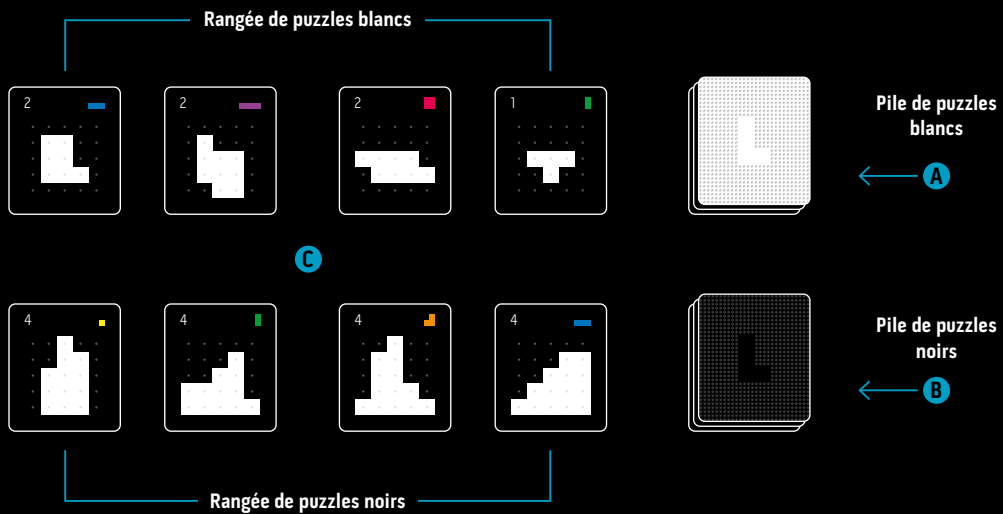 Rangée de puzzles blancs
2
2
2
1
Pile de puzzles
blancs
A
C
4
4
4
4
Pile de puzzles
noirs
B
Rangée de puzzles noirs